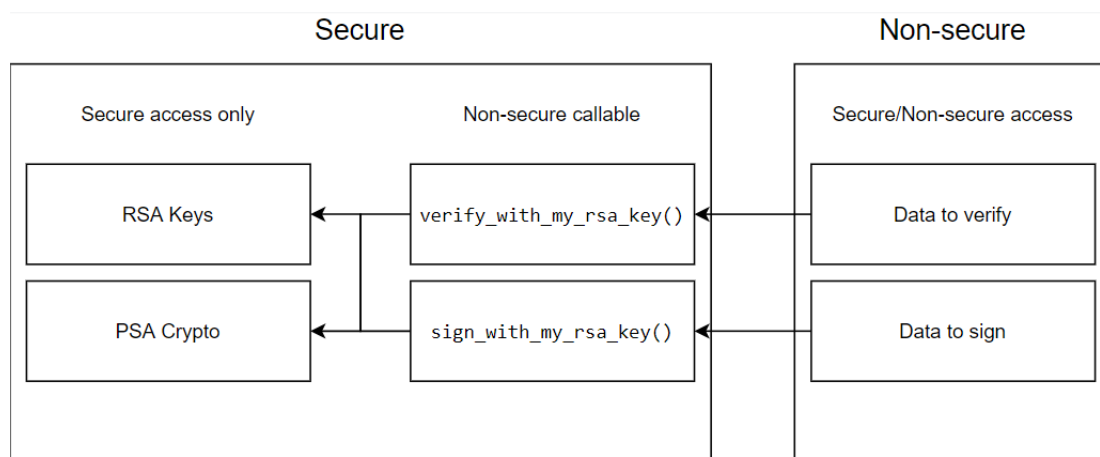 Secure
Non-secure
Secure access only
Non-secure callable
Secure/Non-secure access
RSA Keys
verify_with_my_rsa_key()
Data to verify
PSA Crypto
sign_with_my_rsa_key()
Data to sign